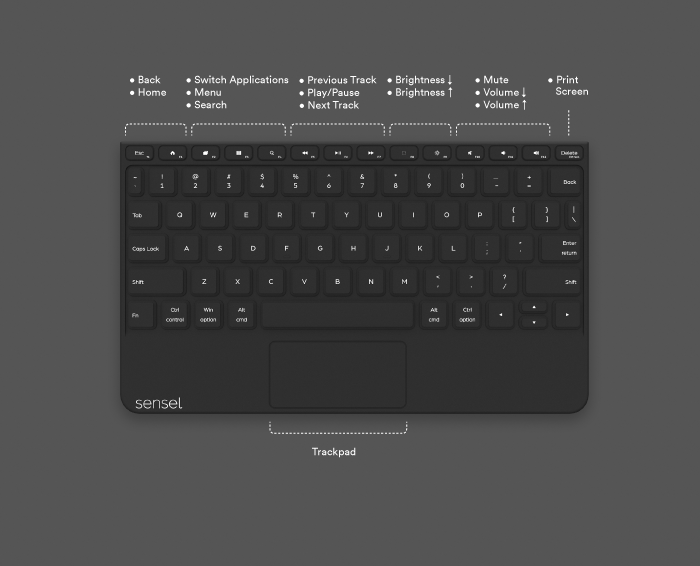 • Back • Switch Applications • Previous Track • Brightness ↓ • Mute • Print
• Home • Menu • Play/Pause • Brightness ↑ • Volume ↓ Screen
• Search • Next Track • Volume ↑
Esc Delete
! @ # $ % ^ & * ( )
1 2 3 4 5 6 7 8 9 0 Back
Tab Q W E R T Y U I O P { [ } ] | \
Caps Lock A S D F G H J K L : ; " ' Enter return
Shift Z X C V B N M < , > . ? / Shift
Fn Ctrl control Win option Alt cmd Alt cmd Ctrl option
sensel
Trackpad